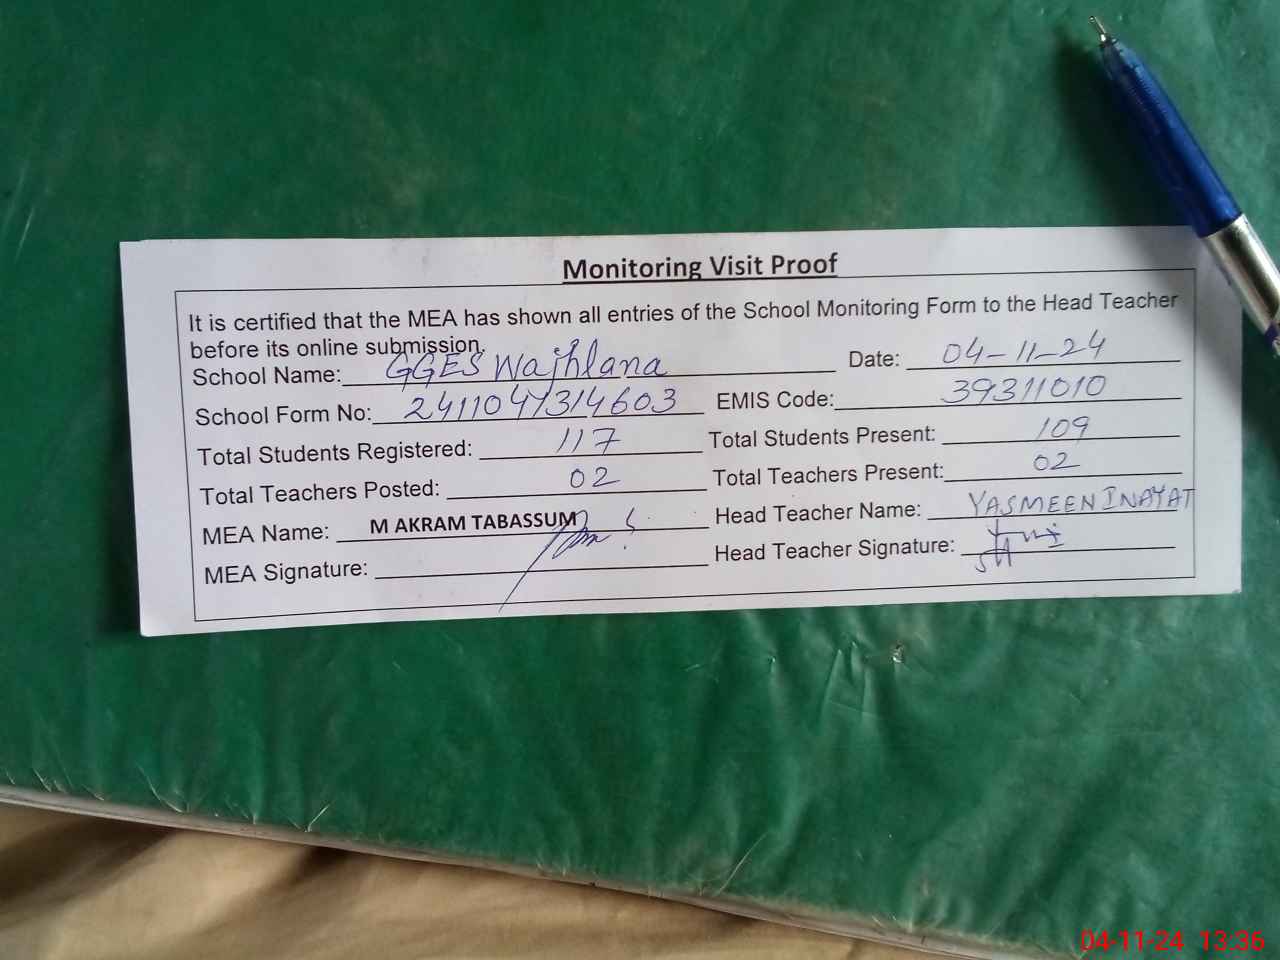 Monitoring Visit Proof
It is certified that the MEA has shown all entries of the School Monitoring Form to the Head Teacher
before its online submission.
School Name: GGES Wajhlana Date: 04-11-24
School Form No: 2411041314603 EMIS Code: 39311010
Total Students Registered: 117 Total Students Present: 109
Total Teachers Posted: 02 Total Teachers Present: 02
MEA Name: M AKRAM TABASSUM Head Teacher Name: YASMEEN INAYAT
MEA Signature: Head Teacher Signature:
04-11-24 13:36